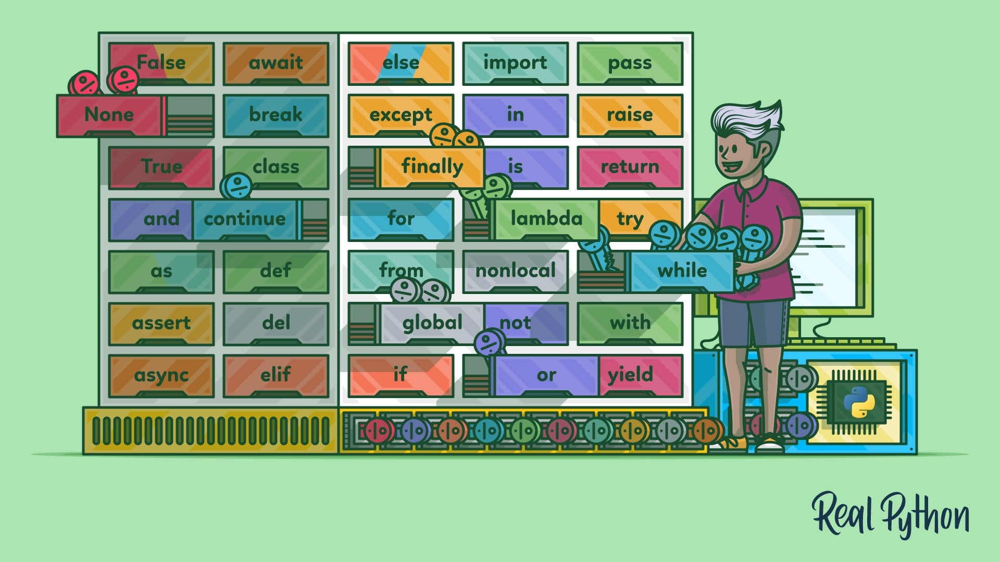 False await else import pass
None break except in raise
True class finally is return
and continue for lambda try
as def from nonlocal while
assert del global not with
async elif if or yield
Real Python